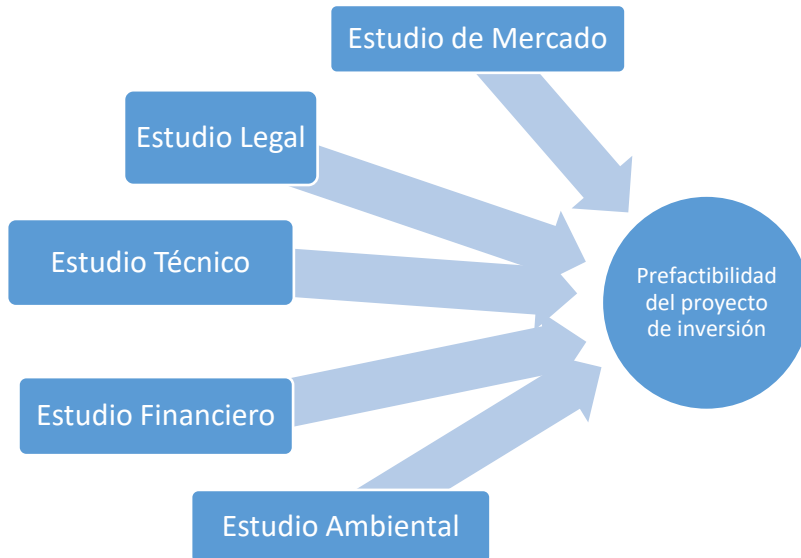 Estudio de Mercado
Estudio Legal
Estudio Técnico
Prefactibilidad
del proyecto
de inversión
Estudio Financiero
Estudio Ambiental